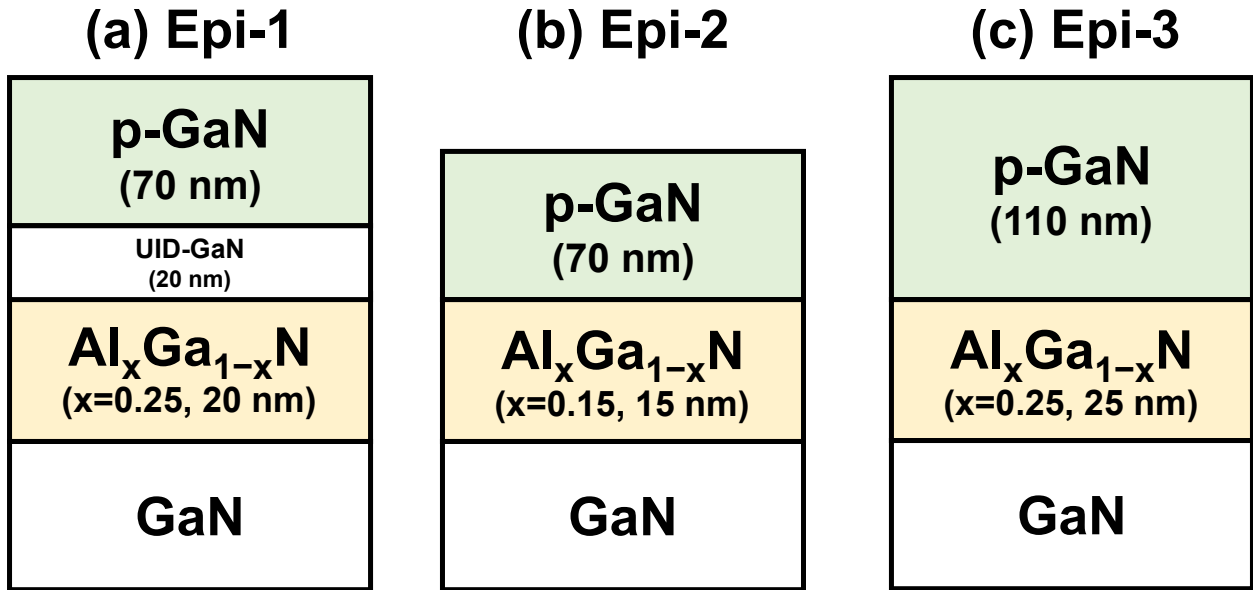 (a) Epi-1
p-GaN
(70 nm)
UID-GaN
(20 nm)
AlₓGa₁₋ₓN
(x=0.25, 20 nm)
GaN
(b) Epi-2
p-GaN
(70 nm)
AlₓGa₁₋ₓN
(x=0.15, 15 nm)
GaN
(c) Epi-3
p-GaN
(110 nm)
AlₓGa₁₋ₓN
(x=0.25, 25 nm)
GaN